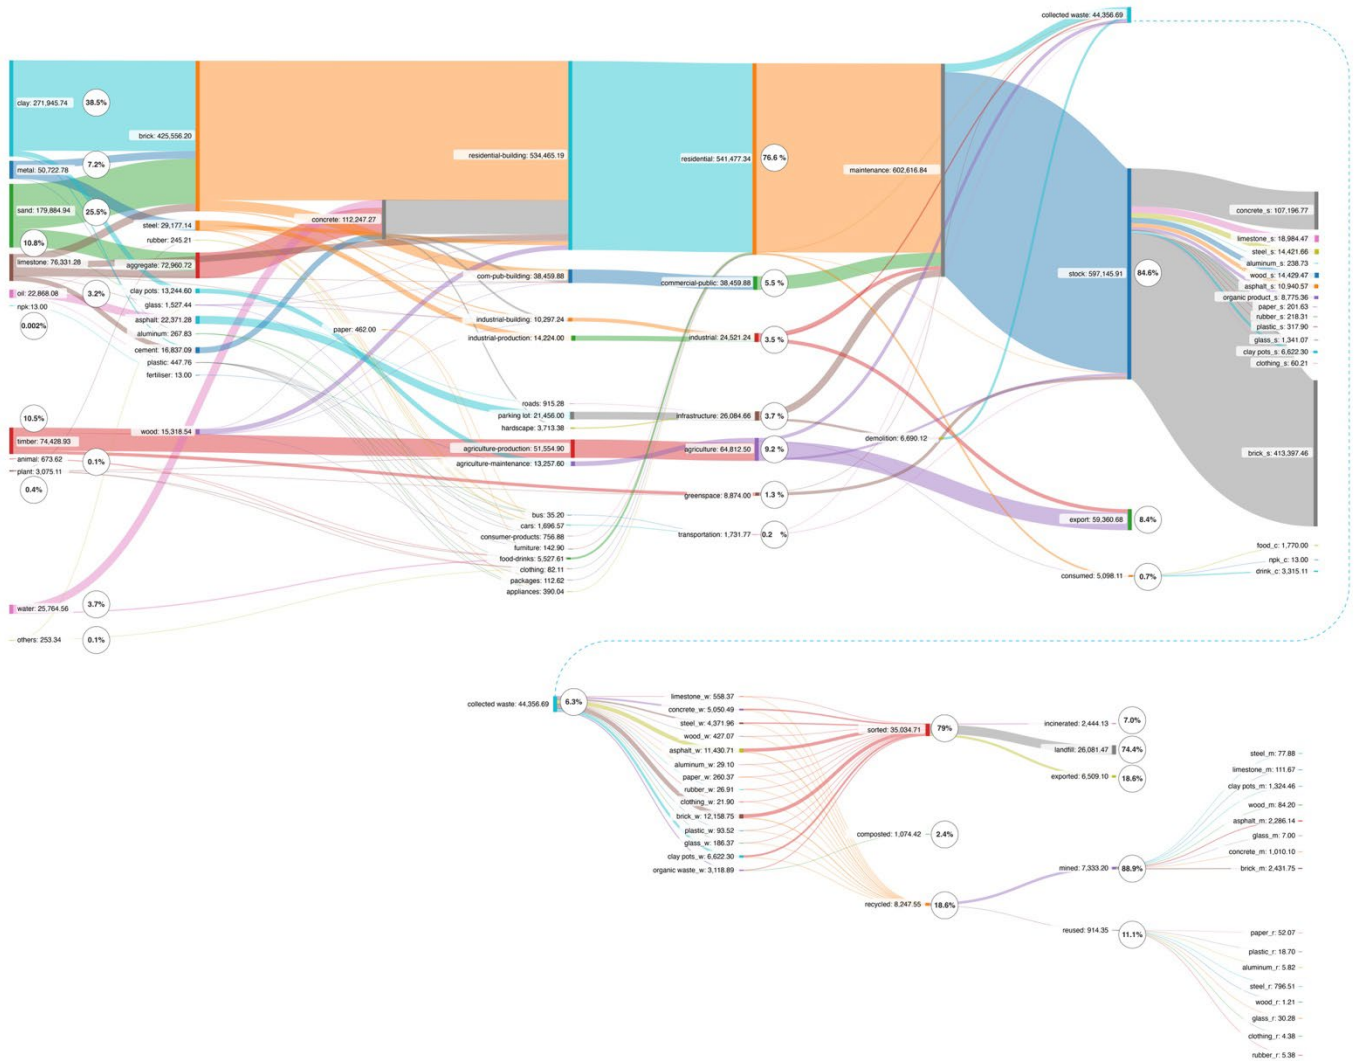 collected waste: 44,356.69
clay: 271,945.74
38.5%
brick: 425,556.20
residential-building: 534,465.19
residential: 541,477.34
76.6 %
maintenance: 602,616.84
metal: 50,722.78
7.2%
sand: 179,884.94
25.5%
steel: 29,177.14
rubber: 245.21
concrete: 112,247.27
10.8%
limestone: 76,331.28
aggregate: 72,960.72
com-pub-building: 38,459.88
commercial-public: 38,459.88
5.5 %
stock: 597,145.91
84.6%
concrete_s: 107,196.77
limestone_s: 18,984.47
steel_s: 14,421.66
aluminum_s: 238.73
wood_s: 14,429.47
asphalt_s: 10,940.57
organic product_s: 8,775.36
paper_s: 201.63
rubber_s: 218.31
plastic_s: 317.90
glass_s: 1,341.07
clay pots_s: 6,622.30
clothing_s: 60.21
brick_s: 413,397.46
oil: 22,868.08
3.2%
npk:13.00
0.002%
clay pots: 13,244.60
glass: 1,527.44
asphalt: 22,371.28
aluminum: 267.83
cement: 16,837.09
plastic: 447.76
fertiliser: 13.00
paper: 462.00
industrial-building: 10,297.24
industrial-production: 14,224.00
industrial: 24,521.24
3.5 %
10.5%
timber: 74,428.93
wood: 15,318.54
animal: 673.62
0.1%
plant: 3,075.11
0.4%
roads: 915.28
parking lot: 21,456.00
hardscape: 3,713.38
infrastructure: 26,084.66
3.7 %
demolition: 6,690.12
agriculture-production: 51,554.90
agriculture-maintenance: 13,257.60
agriculture: 64,812.50
9.2 %
greenspace: 8,874.00
1.3 %
bus: 35.20
cars: 1,696.57
consumer-products: 756.88
furniture: 142.90
food-drinks: 5,527.61
clothing: 82.11
packages: 112.62
appliances: 390.04
transportation: 1,731.77
0.2 %
export: 59,360.68
8.4%
consumed: 5,098.11
0.7%
food_c: 1,770.00
npk_c: 13.00
drink_c: 3,315.11
water: 25,764.56
3.7%
others: 253.34
0.1%
collected waste: 44,356.69
6.3%
limestone_w: 558.37
concrete_w: 5,050.49
steel_w: 4,371.96
wood_w: 427.07
asphalt_w: 11,430.71
aluminum_w: 29.10
paper_w: 260.37
rubber_w: 26.91
clothing_w: 21.90
brick_w: 12,158.75
plastic_w: 93.52
glass_w: 186.37
clay pots_w: 6,622.30
organic waste_w: 3,118.89
sorted: 35,034.71
79%
composted: 1,074.42
2.4%
recycled: 8,247.55
18.6%
incinerated: 2,444.13
7.0%
landfill: 26,081.47
74.4%
exported: 6,509.10
18.6%
mined: 7,333.20
88.9%
reused: 914.35
11.1%
steel_m: 77.88
limestone_m: 111.67
clay pots_m: 1,324.46
wood_m: 84.20
asphalt_m: 2,286.14
glass_m: 7.00
concrete_m: 1,010.10
brick_m: 2,431.75
paper_r: 52.07
plastic_r: 18.70
aluminum_r: 5.82
steel_r: 796.51
wood_r: 1.21
glass_r: 30.28
clothing_r: 4.38
rubber_r: 5.38